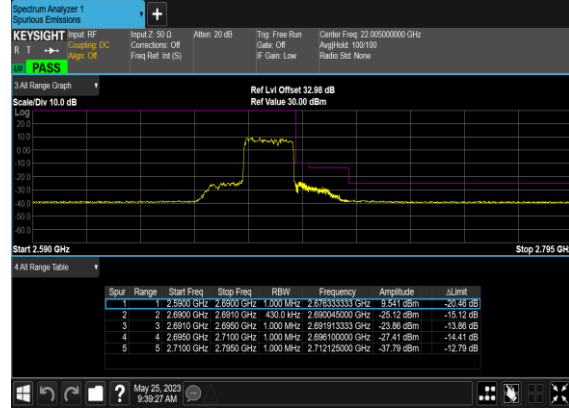 Spectrum Analyzer 1
Spurious Emissions
+
KEYSIGHT Input: RF Input Z: 50 Ω Atten: 20 dB Trig: Free Run Center Freq: 22.005000000 GHz
R T Coupling: DC Corrections: Off Gate: Off Avg|Hold: 100/100
Align: Off Freq Ref: Int (S) IF Gain: Low Radio Std: None
PASS
3 All Range Graph
Ref Lvl Offset 32.98 dB
Scale/Div 10.0 dB Ref Value 30.00 dBm
Log
20.0
10.0
0.00
-10.0
-20.0
-30.0
-40.0
-50.0
-60.0
Start 2.590 GHz Stop 2.795 GHz
4 All Range Table
Spur Range Start Freq Stop Freq RBW Frequency Amplitude ΔLimit
1 1 2.5900 GHz 2.6900 GHz 1.000 MHz 2.676333333 GHz 9.541 dBm -20.46 dB
2 2 2.6900 GHz 2.6910 GHz 430.0 kHz 2.690045000 GHz -25.12 dBm -15.12 dB
3 3 2.6910 GHz 2.6950 GHz 1.000 MHz 2.691913333 GHz -23.86 dBm -13.86 dB
4 4 2.6950 GHz 2.7100 GHz 1.000 MHz 2.696100000 GHz -27.41 dBm -14.41 dB
5 5 2.7100 GHz 2.7950 GHz 1.000 MHz 2.712125000 GHz -37.79 dBm -12.79 dB
? May 25, 2023
9:39:27 AM